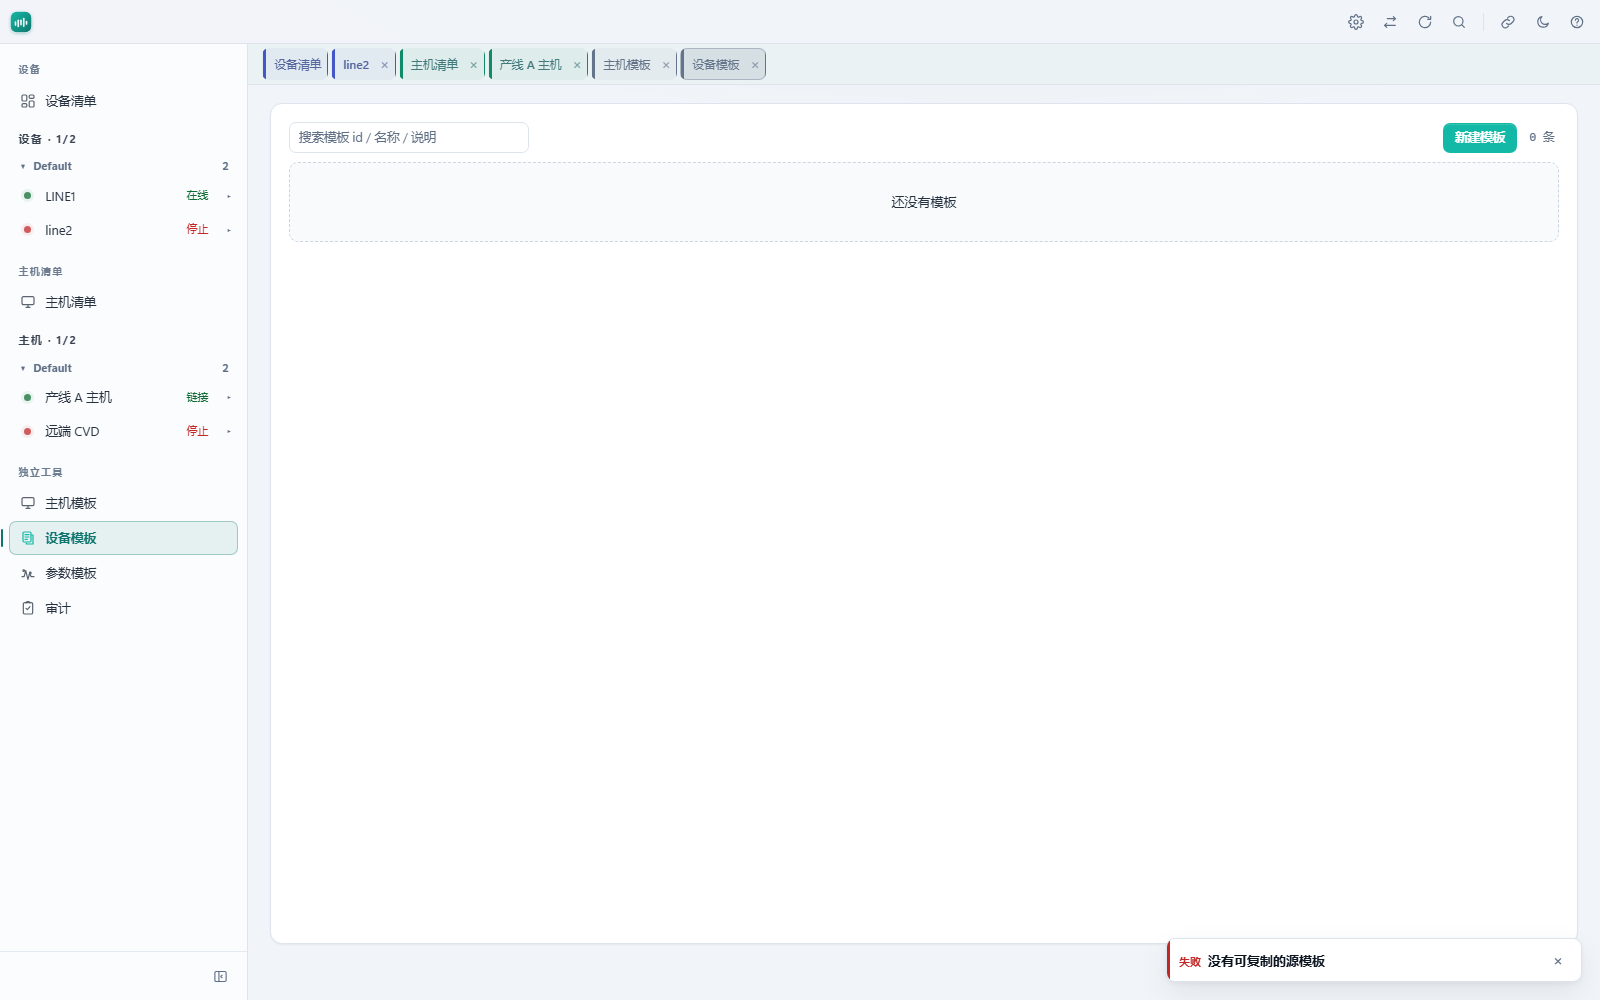 设备清单
line2
主机清单
产线 A 主机
主机模板
设备模板
设备
设备清单
设备 · 1/2
Default 2
LINE1 在线
line2 停止
主机清单
主机清单
主机 · 1/2
Default 2
产线 A 主机 链接
远端 CVD 停止
独立工具
主机模板
设备模板
参数模板
审计
搜索模板 id / 名称 / 说明
新建模板 0 条
还没有模板
失败 没有可复制的源模板